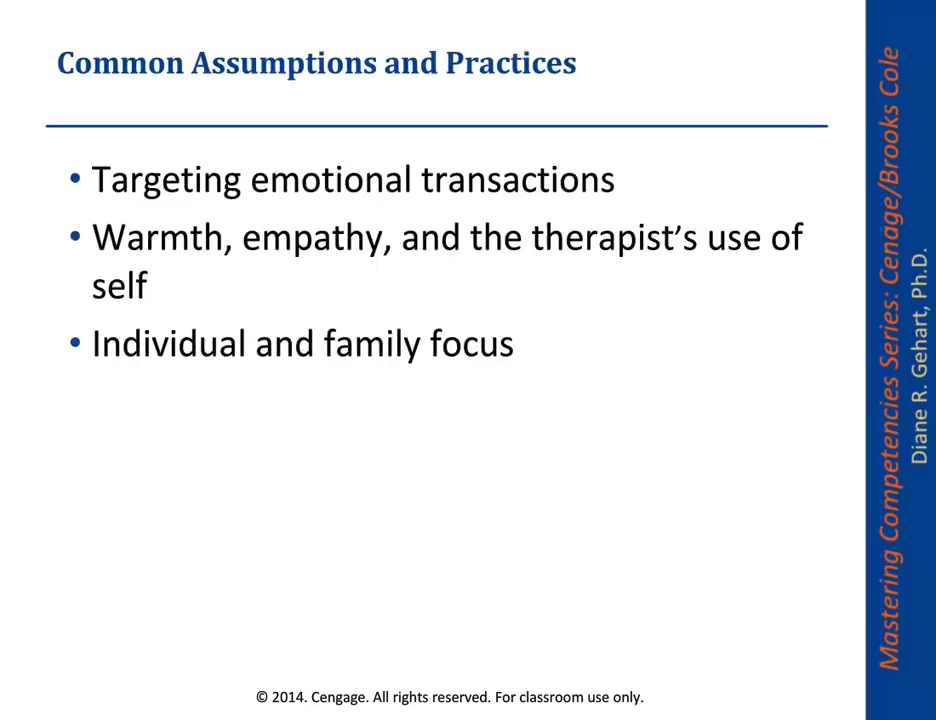 Common Assumptions and Practices
• Targeting emotional transactions
• Warmth, empathy, and the therapist’s use of
self
• Individual and family focus
© 2014. Cengage. All rights reserved. For classroom use only.
Mastering Competencies Series: Cenage/Brooks Cole
Diane R. Gehart, Ph.D.